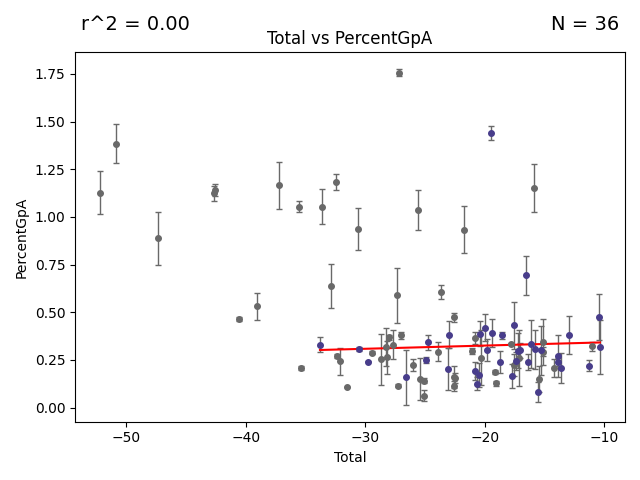 r^2 = 0.00
N = 36
Total vs PercentGpA
1.75
1.50
1.25
1.00
0.75
0.50
0.25
0.00
PercentGpA
−50
−40
−30
−20
−10
Total